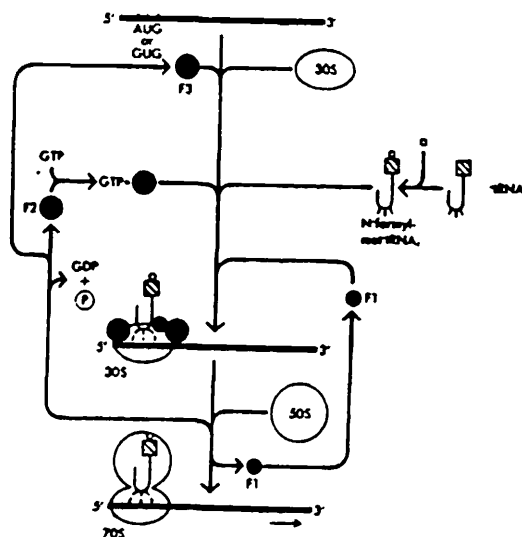 5' 3'
AUG
or
GUG
F3
30S
GTP
GTP
F2
tRNA
N-formyl-
met tRNA,
GDP
+
P
F1
5' 3'
30S
50S
F1
5' 3'
70S